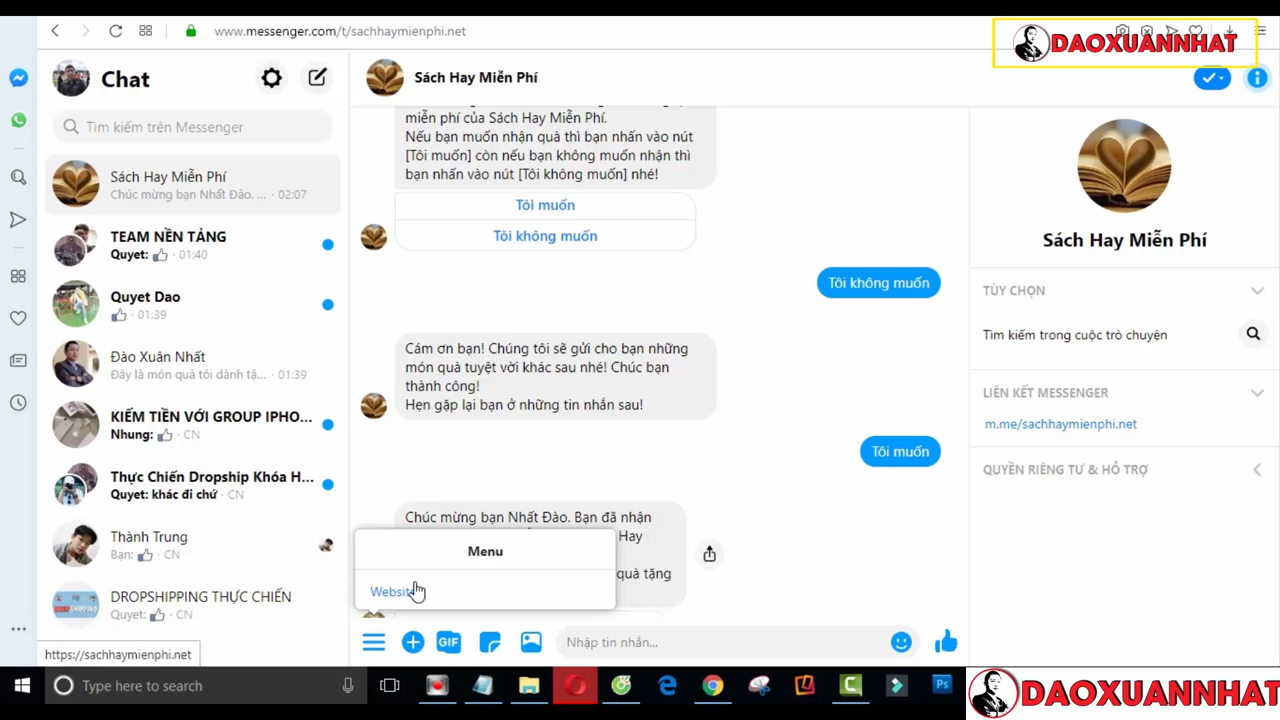 www.messenger.com/t/sachhaymienphi.net
DAOXUANNHAT
Chat
Tìm kiếm trên Messenger
Sách Hay Miễn Phí
Chúc mừng bạn Nhất Đào. ... · 02:07
TEAM NỀN TẢNG
Quyet: · 01:40
Quyet Dao
· 01:39
Đào Xuân Nhất
Đây là món quà tôi dành tặ... · 01:39
KIẾM TIỀN VỚI GROUP IPHO...
Nhung: · CN
Thực Chiến Dropship Khóa H...
Quyet: khác đi chứ · CN
Thành Trung
Bạn: · CN
DROPSHIPPING THỰC CHIẾN
Quyet: · CN
https://sachhaymienphi.net
Sách Hay Miễn Phí
miễn phí của Sách Hay Miễn Phí.
Nếu bạn muốn nhận quà thì bạn nhấn vào nút
[Tôi muốn] còn nếu bạn không muốn nhận thì
bạn nhấn vào nút [Tôi không muốn] nhé!
Tôi muốn
Tôi không muốn
Tôi không muốn
Cám ơn bạn! Chúng tôi sẽ gửi cho bạn những
món quà tuyệt vời khác sau nhé! Chúc bạn
thành công!
Hẹn gặp lại bạn ở những tin nhắn sau!
Tôi muốn
Chúc mừng bạn Nhất Đào. Bạn đã nhận
Hay
quà tặng
Menu
GIF
Nhập tin nhắn...
Sách Hay Miễn Phí
TÙY CHỌN
Tìm kiếm trong cuộc trò chuyện
LIÊN KẾT MESSENGER
m.me/sachhaymienphi.net
QUYỀN RIÊNG TƯ & HỖ TRỢ
Type here to search
Ps
DAOXUANNHAT